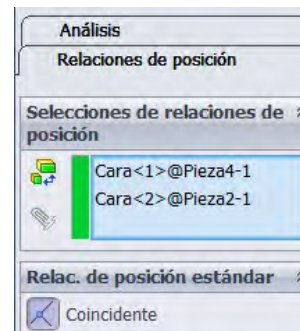 Análisis
Relaciones de posición
Selecciones de relaciones de
posición
Cara<1>@Pieza4-1
Cara<2>@Pieza2-1
Relac. de posición estándar
Coincidente